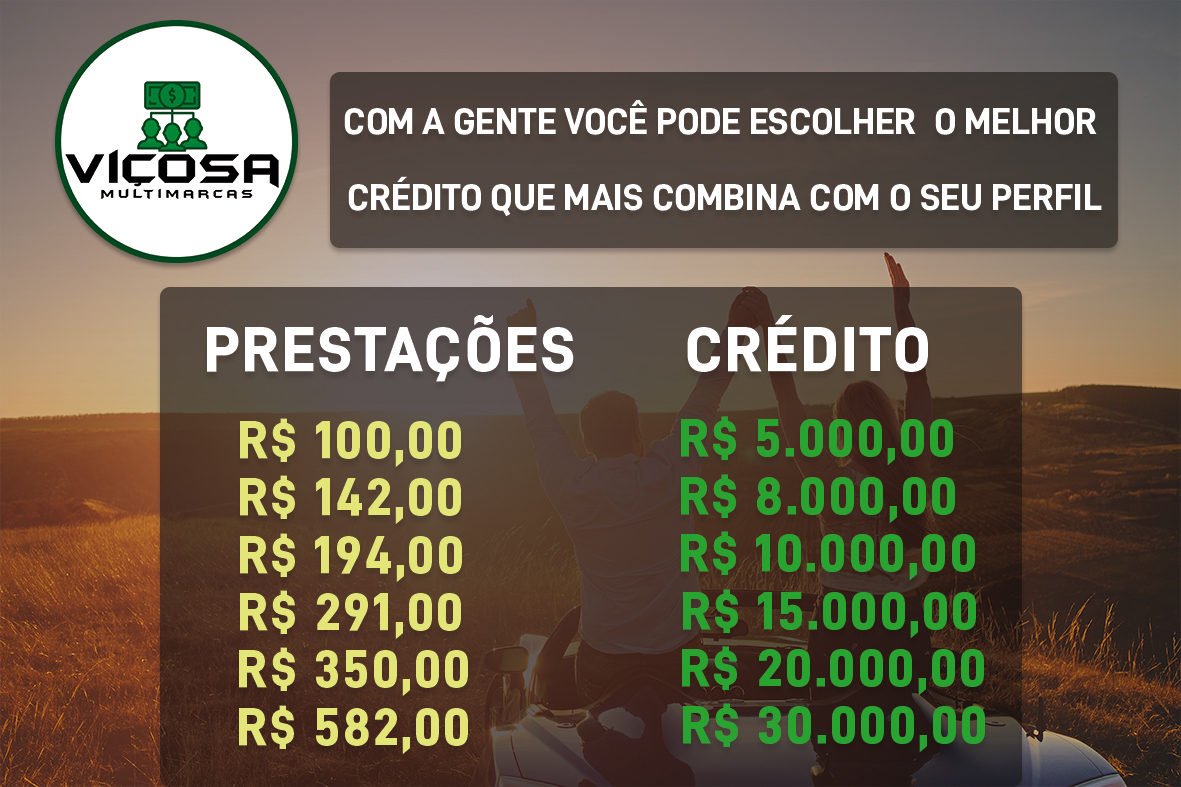 VIÇOSA
MULTIMARCAS
COM A GENTE VOCÊ PODE ESCOLHER O MELHOR
CRÉDITO QUE MAIS COMBINA COM O SEU PERFIL
PRESTAÇÕES CRÉDITO
R$ 100,00 R$ 5.000,00
R$ 142,00 R$ 8.000,00
R$ 194,00 R$ 10.000,00
R$ 291,00 R$ 15.000,00
R$ 350,00 R$ 20.000,00
R$ 582,00 R$ 30.000,00